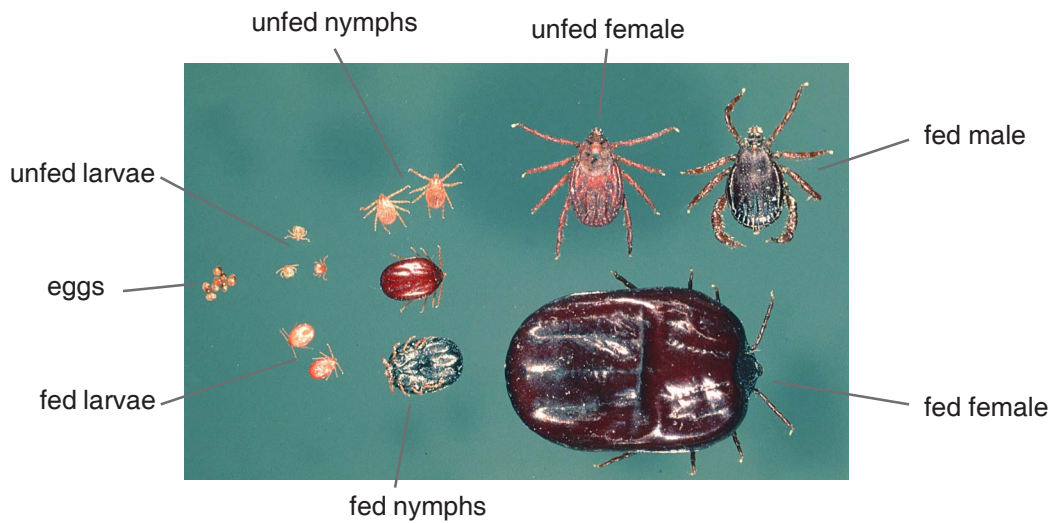 unfed nymphs
unfed female
fed male
unfed larvae
eggs
fed larvae
fed female
fed nymphs